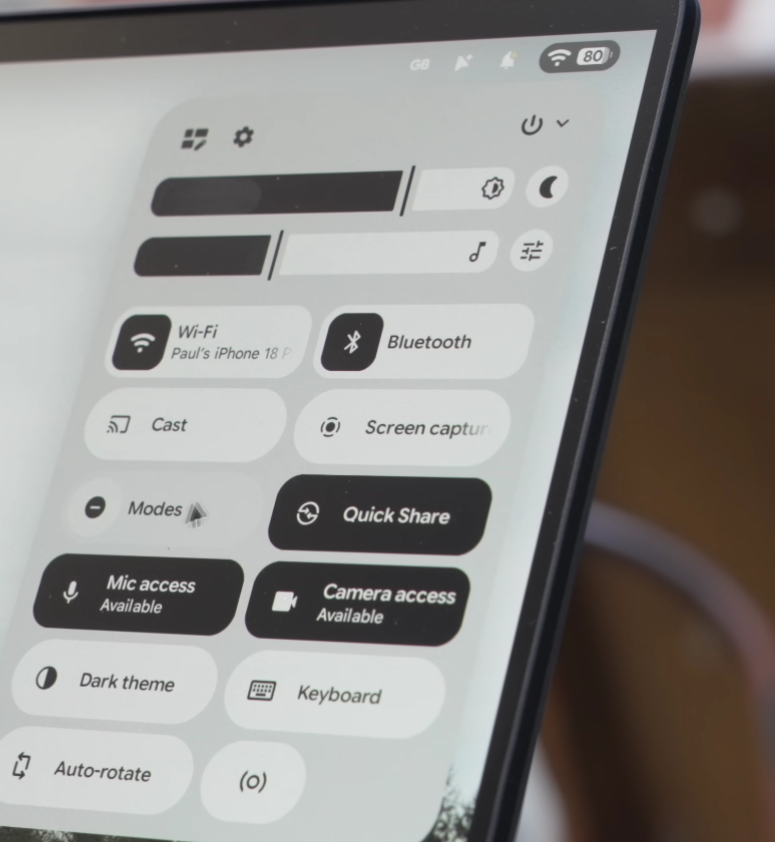 GB
80
Wi-Fi
Paul's iPhone 18 P
Bluetooth
Cast
Screen captur
Modes
Quick Share
Mic access
Available
Camera access
Available
Dark theme
Keyboard
Auto-rotate